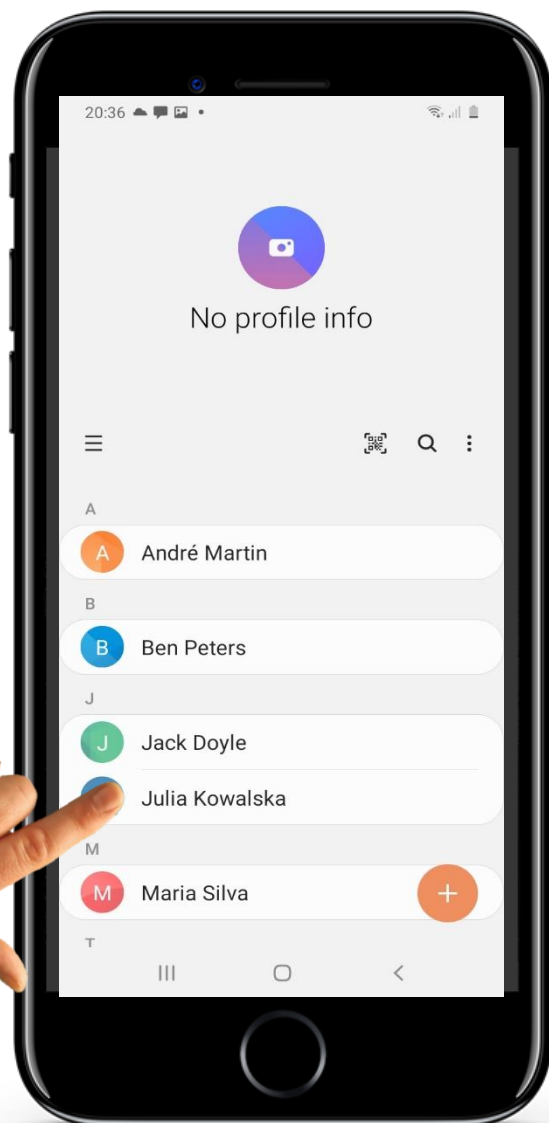 20:36
No profile info
A
A André Martin
B
B Ben Peters
J
J Jack Doyle
Julia Kowalska
M
M Maria Silva
T